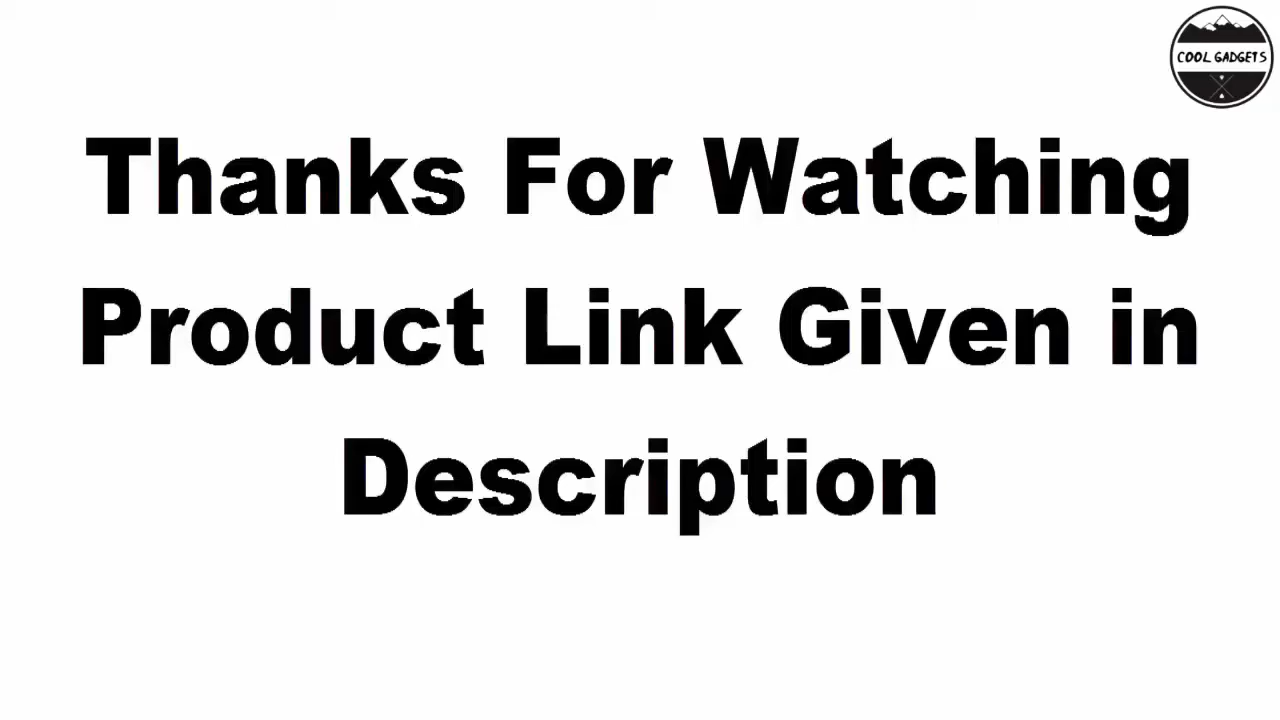 COOL GADGETS
Thanks For Watching
Product Link Given in
Description